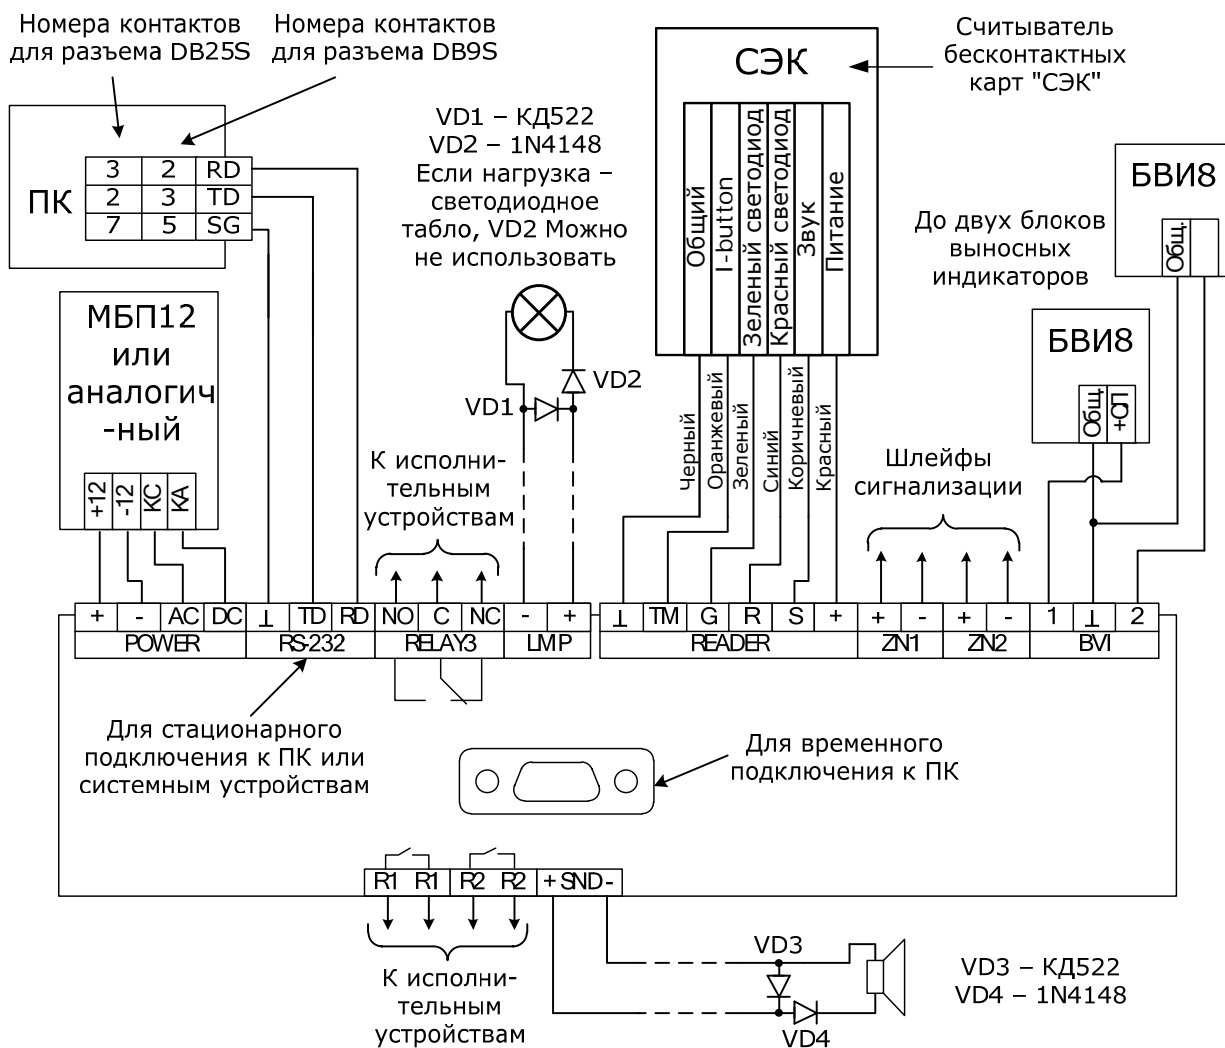 Номера контактов
для разъема DB25S
Номера контактов
для разъема DB9S
ПК
3 2 RD
2 3 TD
7 5 SG
МБП12
или
аналогич
-ный
+12 -12 КС КА
VD1 – КД522
VD2 – 1N4148
Если нагрузка –
светодиодное
табло, VD2 Можно
не использовать
VD2
VD1
К исполни-
тельным
устройствам
СЭК
Общий
I-button
Зеленый светодиод
Красный светодиод
Звук
Питание
Считыватель
бесконтактных
карт "СЭК"
Черный
Оранжевый
Зеленый
Синий
Коричневый
Красный
До двух блоков
выносных
индикаторов
БВИ8
Общ.
БВИ8
Общ.
+СП
Шлейфы
сигнализации
+ - AC DC ⊥ TD RD NO C NC - + ⊥ TM G R S + + - + - 1 ⊥ 2
POWER RS-232 RELAY3 LMP READER ZN1 ZN2 BVI
Для стационарного
подключения к ПК или
системным устройствам
Для временного
подключения к ПК
R1 R1 R2 R2 + SND -
К исполни-
тельным
устройствам
VD3
VD4
VD3 – КД522
VD4 – 1N4148